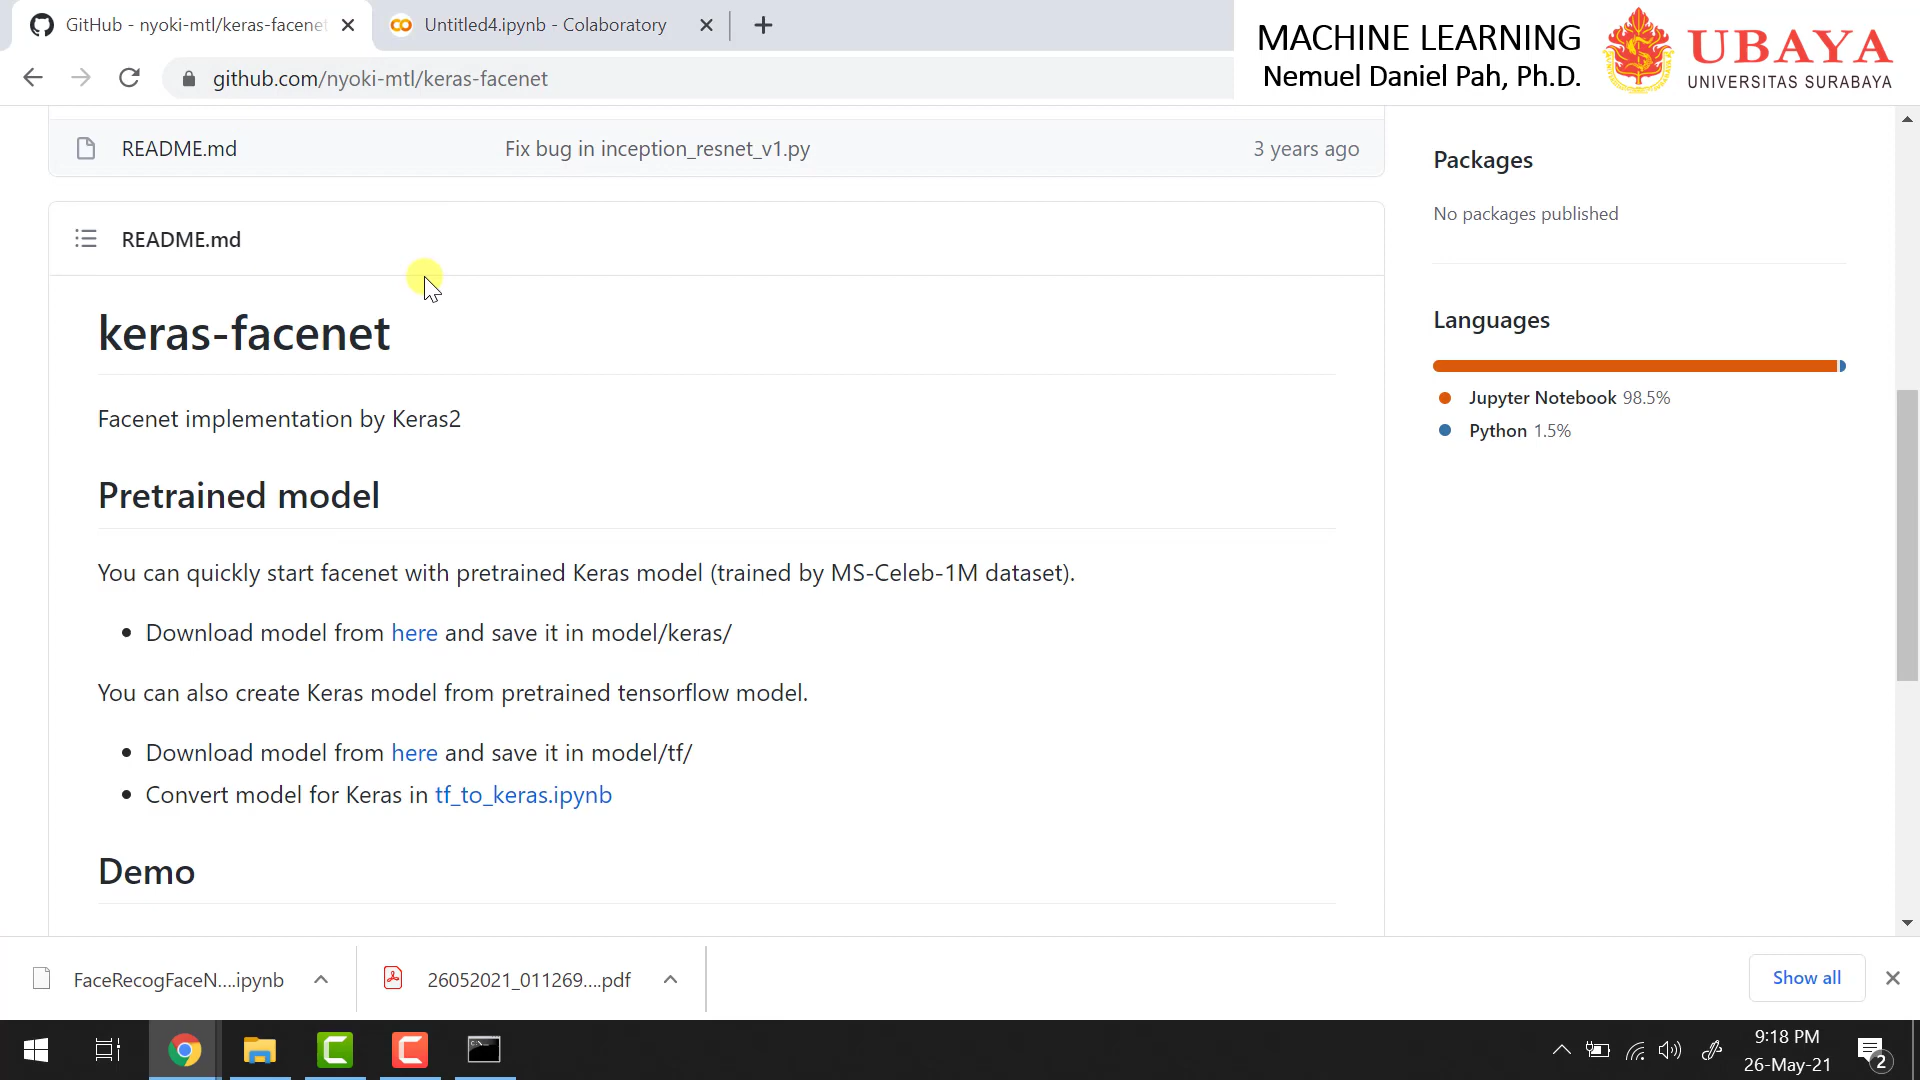 GitHub - nyoki-mtl/keras-facenet
Untitled4.ipynb - Colaboratory
MACHINE LEARNING
Nemuel Daniel Pah, Ph.D.
UBAYA
UNIVERSITAS SURABAYA
github.com/nyoki-mtl/keras-facenet
README.md
Fix bug in inception_resnet_v1.py
3 years ago
README.md
keras-facenet
Facenet implementation by Keras2
Pretrained model
You can quickly start facenet with pretrained Keras model (trained by MS-Celeb-1M dataset).
• Download model from here and save it in model/keras/
You can also create Keras model from pretrained tensorflow model.
• Download model from here and save it in model/tf/
• Convert model for Keras in tf_to_keras.ipynb
Demo
Packages
No packages published
Languages
Jupyter Notebook 98.5%
Python 1.5%
FaceRecogFaceN....ipynb
26052021_011269....pdf
Show all
9:18 PM
26-May-21
2